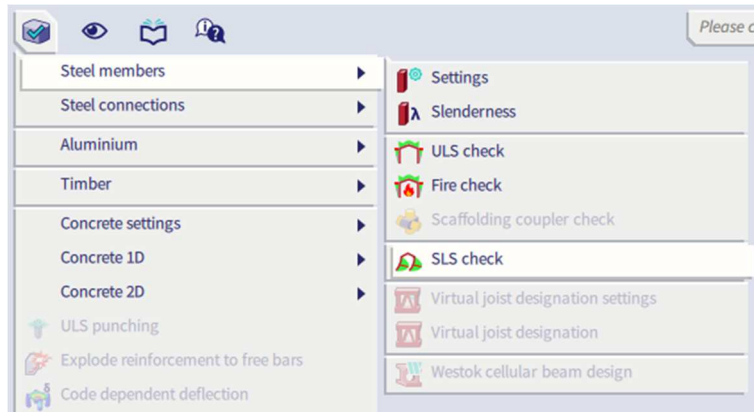 Please
Steel members
Steel connections
Aluminium
Timber
Concrete settings
Concrete 1D
Concrete 2D
ULS punching
Explode reinforcement to free bars
Code dependent deflection
Settings
λ Slenderness
ULS check
Fire check
Scaffolding coupler check
SLS check
Virtual joist designation settings
Virtual joist designation
Westok cellular beam design